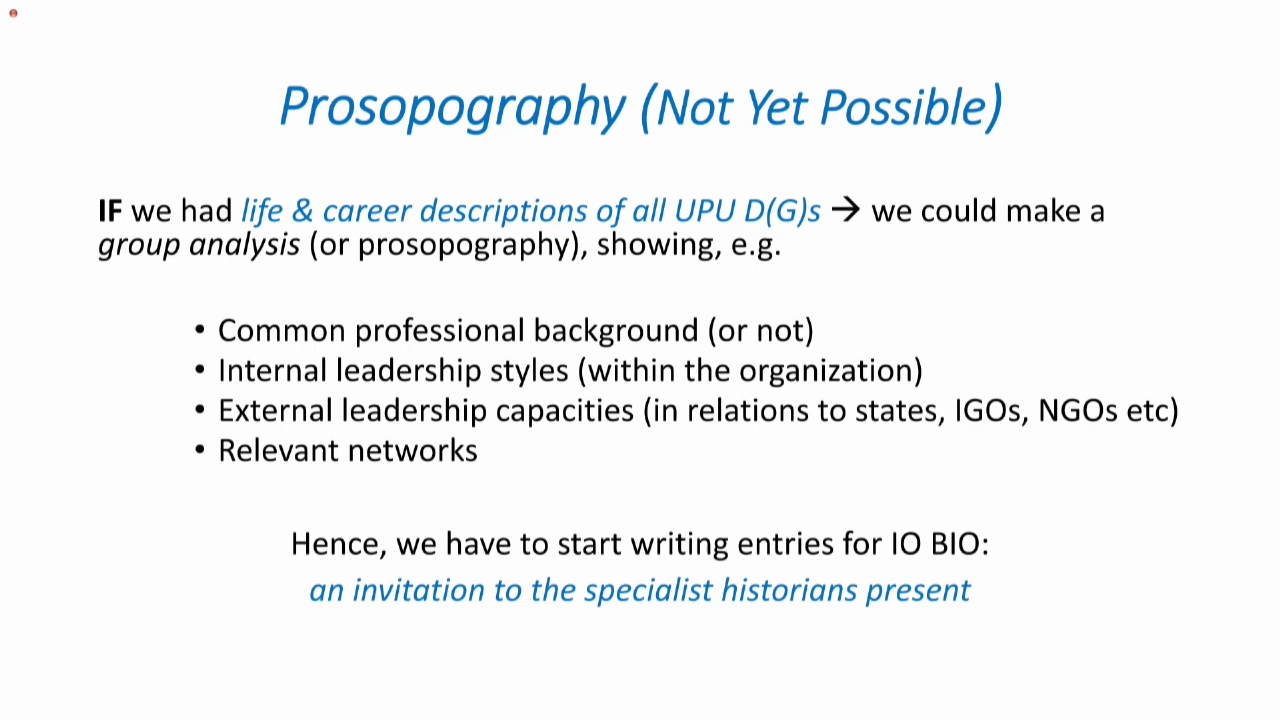 Prosopography (Not Yet Possible)
IF we had life & career descriptions of all UPU D(G)s → we could make a
group analysis (or prosopography), showing, e.g.
• Common professional background (or not)
• Internal leadership styles (within the organization)
• External leadership capacities (in relations to states, IGOs, NGOs etc)
• Relevant networks
Hence, we have to start writing entries for IO BIO:
an invitation to the specialist historians present